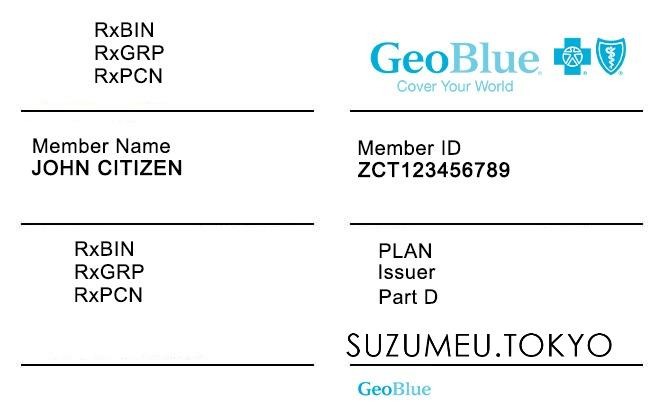 RxBIN
RxGRP
RxPCN
GeoBlue
Cover Your World
Member Name
JOHN CITIZEN
Member ID
ZCT123456789
RxBIN
RxGRP
RxPCN
PLAN
Issuer
Part D
SUZUMEU.TOKYO
GeoBlue